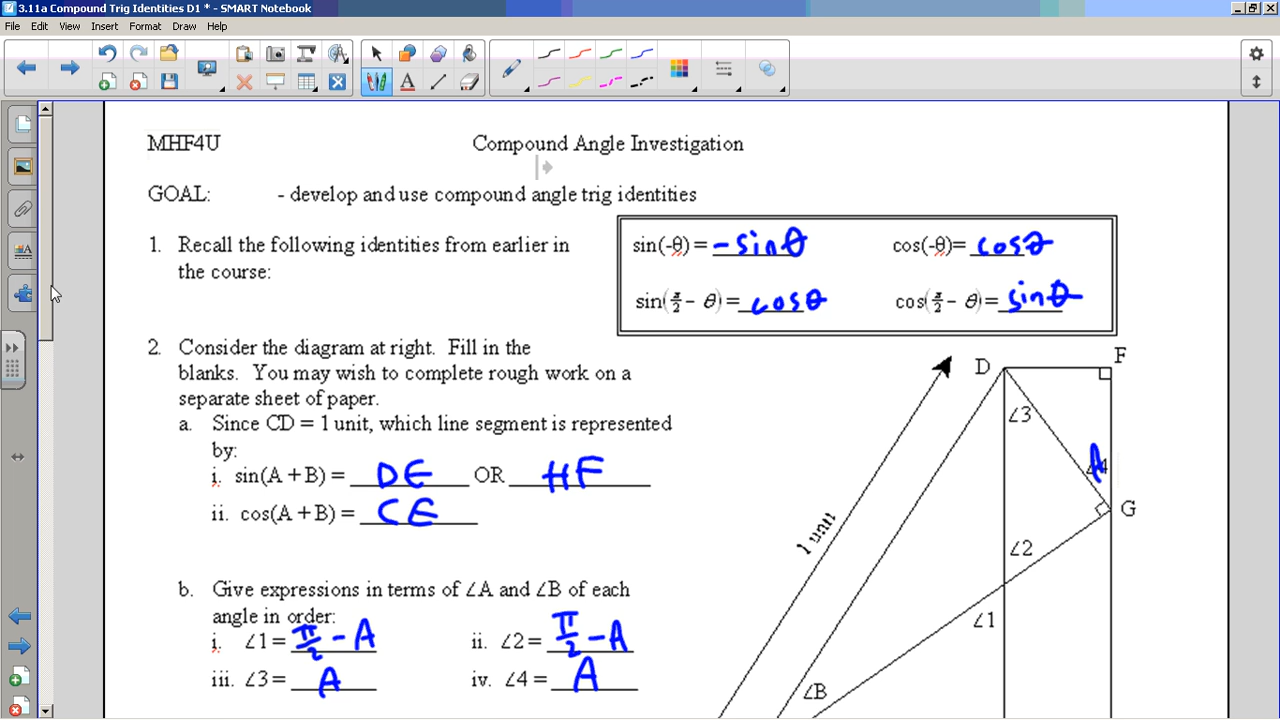 3.11a Compound Trig Identities D1 * - SMART Notebook
File Edit View Insert Format Draw Help
MHF4U Compound Angle Investigation
GOAL: - develop and use compound angle trig identities
1. Recall the following identities from earlier in
the course:
sin(-θ) = -sinθ cos(-θ)= cosθ
sin(π/2 - θ)= cosθ cos(π/2 - θ)= sinθ
2. Consider the diagram at right. Fill in the
blanks. You may wish to complete rough work on a
separate sheet of paper.
a. Since CD = 1 unit, which line segment is represented
by:
i. sin(A + B) = DE OR HF
ii. cos(A + B) = CE
b. Give expressions in terms of ∠A and ∠B of each
angle in order:
i. ∠1 = π/2 - A ii. ∠2 = π/2 - A
iii. ∠3 = A iv. ∠4 = A
D F
∠3
A
G
1 unit
∠2
∠1
∠B